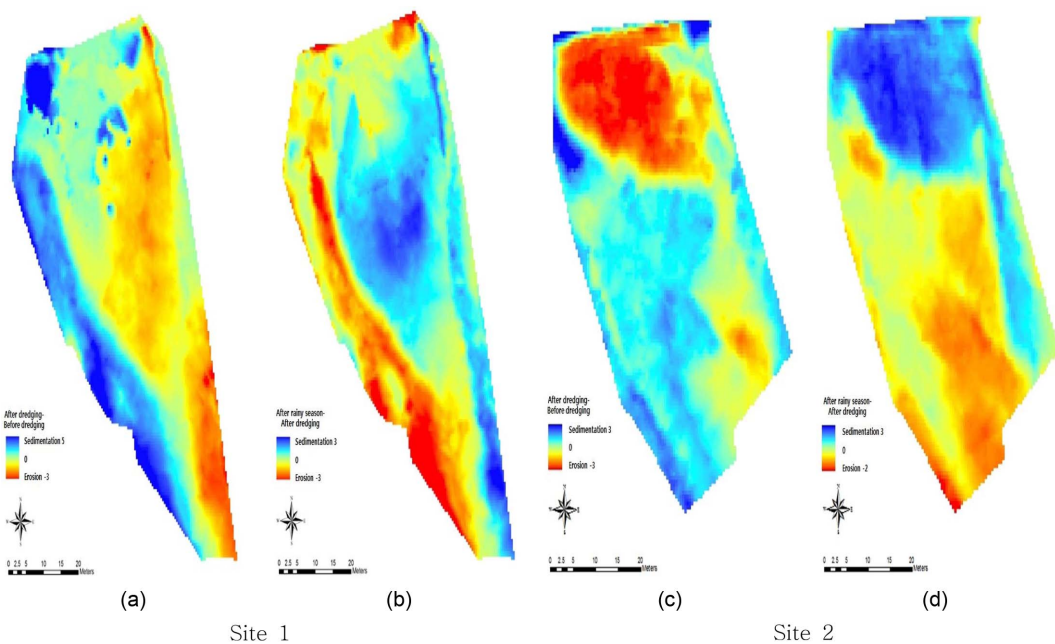 After dredging-
Before dredging
Sedimentation 5
0
Erosion -3
0 2.5 5 10 15 20
Meters
(a)
After rainy season-
After dredging
Sedimentation 3
0
Erosion -3
0 2.5 5 10 15 20
Meters
(b)
Site 1
After dredging-
Before dredging
Sedimentation 3
0
Erosion -3
0 2.5 5 10 15 20
Meters
(c)
After rainy season-
After dredging
Sedimentation 3
0
Erosion -2
0 2.5 5 10 15 20
Meters
(d)
Site 2